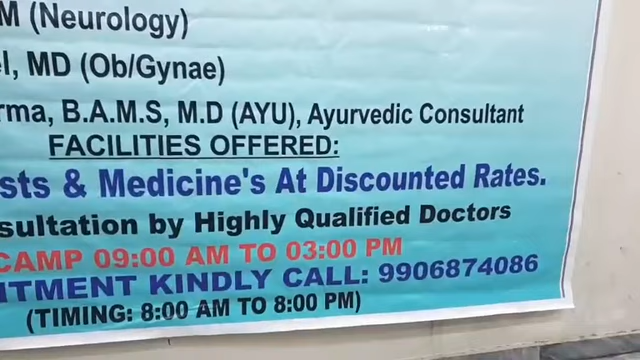 M (Neurology)
l, MD (Ob/Gynae)
rma, B.A.M.S, M.D (AYU), Ayurvedic Consultant
FACILITIES OFFERED:
sts & Medicine's At Discounted Rates.
sultation by Highly Qualified Doctors
CAMP 09:00 AM TO 03:00 PM
TMENT KINDLY CALL: 9906874086
(TIMING: 8:00 AM TO 8:00 PM)